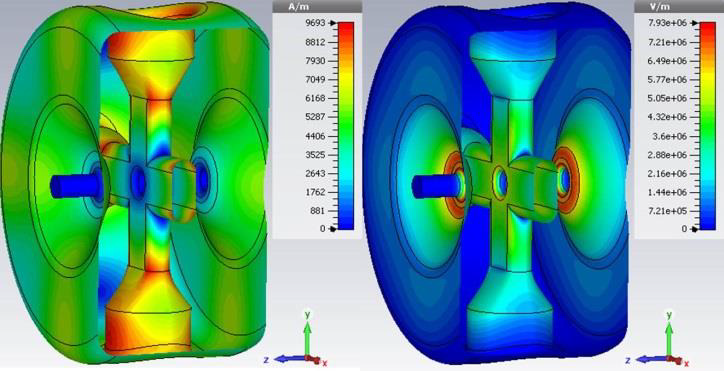 A/m
9693
8812
7930
7049
6168
5287
4406
3525
2643
1762
881
0
y
z
x
V/m
7.93e+06
7.21e+06
6.49e+06
5.77e+06
5.05e+06
4.32e+06
3.6e+06
2.88e+06
2.16e+06
1.44e+06
7.21e+05
0
y
z
x